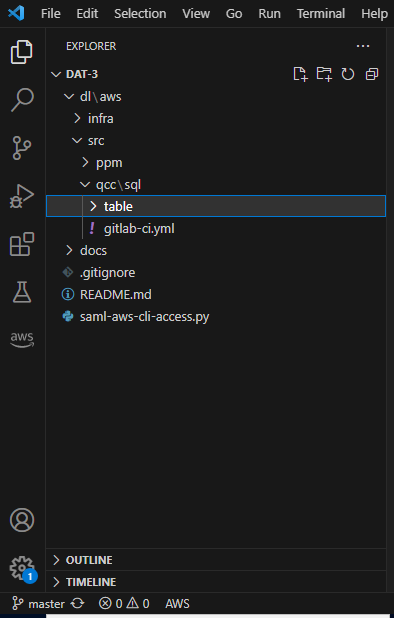 File Edit Selection View Go Run Terminal Help
EXPLORER ...
DAT-3
dl\aws
infra
src
ppm
qcc\sql
table
! gitlab-ci.yml
docs
.gitignore
README.md
saml-aws-cli-access.py
aws
OUTLINE
1
TIMELINE
master 0 0 AWS